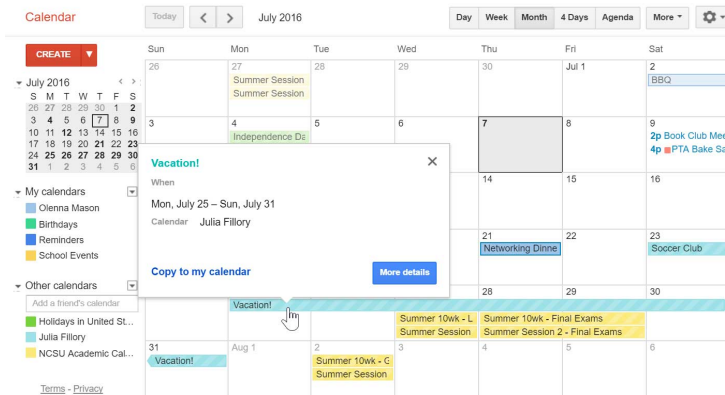 Calendar
Today
July 2016
Day Week Month 4 Days Agenda
More
CREATE
July 2016
S M T W T F S
26 27 28 29 30 1 2
3 4 5 6 7 8 9
10 11 12 13 14 15 16
17 18 19 20 21 22 23
24 25 26 27 28 29 30
31 1 2 3 4 5 6
My calendars
Olenna Mason
Birthdays
Reminders
School Events
Other calendars
Add a friend's calendar
Holidays in United St...
Julia Fillory
NCSU Academic Cal...
Terms - Privacy
Sun Mon Tue Wed Thu Fri Sat
26 27 28 29 30 Jul 1 2
Summer Session
BBQ
Summer Session
3 4 5 6 7 8 9
Independence Da
2p Book Club Mee
4p PTA Bake Sa
Vacation!
When
Mon, July 25 – Sun, July 31
Calendar Julia Fillory
Copy to my calendar
More details
14 15 16
21 22 23
Networking Dinne
Soccer Club
28 29 30
Vacation!
Summer 10wk - L
Summer 10wk - Final Exams
Summer Session
Summer Session 2 - Final Exams
31 Aug 1 2 3 4 5 6
Vacation!
Summer 10wk - G
Summer Session